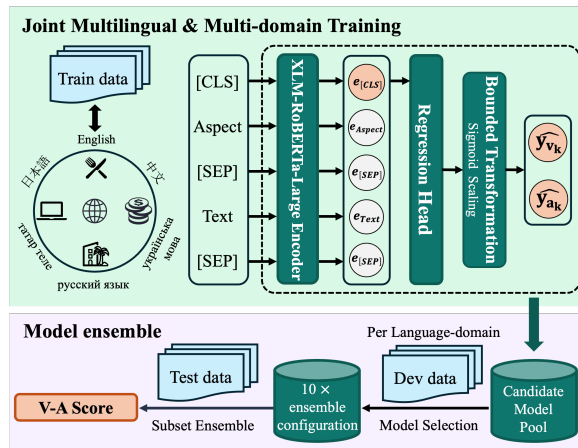 Joint Multilingual & Multi-domain Training
Train data
English
日本語
中文
татар теле
українська
мова
русский язык
[CLS]
Aspect
[SEP]
Text
[SEP]
XLM-RoBERTa-Large Encoder
e[CLS]
eAspect
e[SEP]
eText
e[SEP]
Regression Head
Bounded Transformation
Sigmoid Scaling
ŷvₖ
ŷaₖ
Model ensemble
Per Language-domain
V-A Score
Test data
Subset Ensemble
10 ×
ensemble
configuration
Dev data
Model Selection
Candidate
Model
Pool